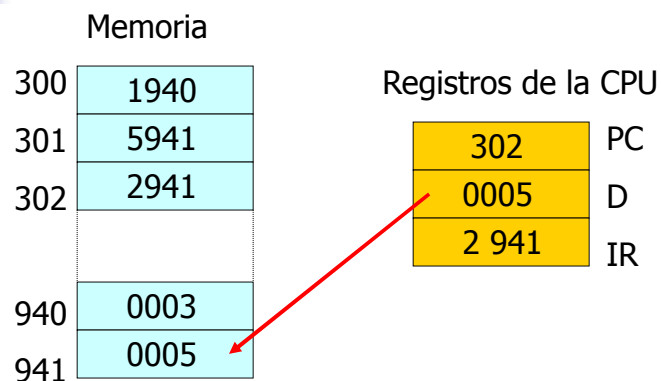 Memoria
300 1940
301 5941
302 2941
940 0003
941 0005
Registros de la CPU
302 PC
0005 D
2 941 IR